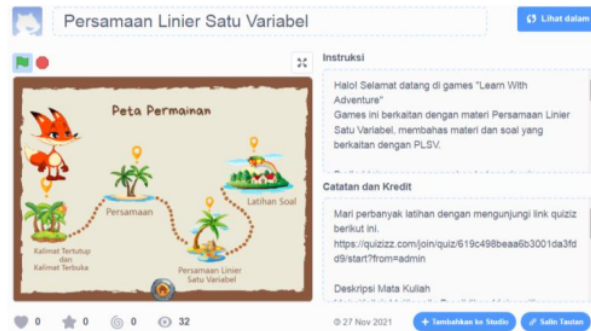 Persamaan Linier Satu Variabel
Lihat dalam
Instruksi
Halo! Selamat datang di games "Learn With
Adventure"
Games ini berkaitan dengan materi Persamaan Linier
Satu Variabel, membahas materi dan soal yang
berkaitan dengan PLSV.
Peta Permainan
Kalimat Tertutup
dan
Kalimat Terbuka
Persamaan
Persamaan Linier
Satu Variabel
Latihan Soal
Catatan dan Kredit
Mari perbanyak latihan dengan mengunjungi link quiziz
berikut ini.
https://quizizz.com/join/quiz/619c498beaa6b3001da3fd
d9/start?from=admin
Deskripsi Mata Kuliah
0
0
0
32
© 27 Nov 2021
+ Tambahkan ke Studio
Salin Tautan